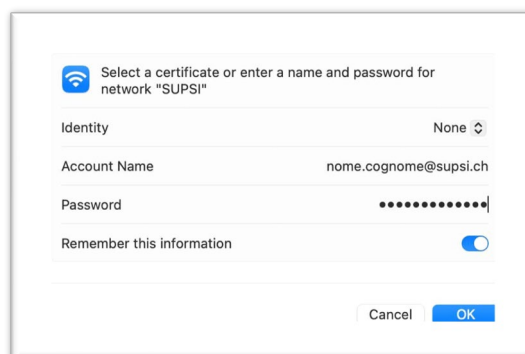 Select a certificate or enter a name and password for
network "SUPSI"
Identity None
Account Name nome.cognome@supsi.ch
Password •••••••••••••
Remember this information
Cancel OK